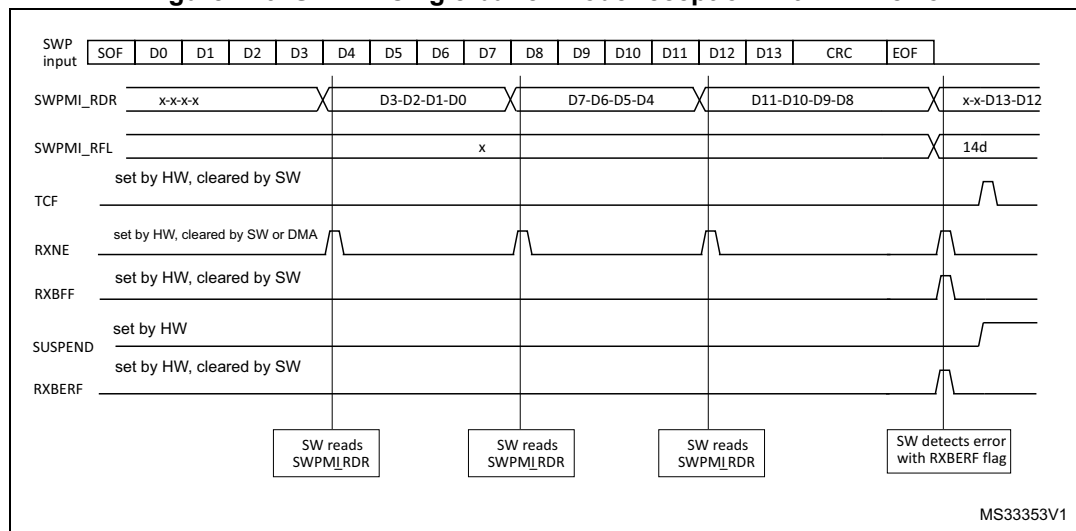 SWP input SOF D0 D1 D2 D3 D4 D5 D6 D7 D8 D9 D10 D11 D12 D13 CRC EOF
SWPMI_RDR x-x-x-x D3-D2-D1-D0 D7-D6-D5-D4 D11-D10-D9-D8 x-x-D13-D12
SWPMI_RFL x 14d
set by HW, cleared by SW
TCF
set by HW, cleared by SW or DMA
RXNE
set by HW, cleared by SW
RXBFF
set by HW
SUSPEND
set by HW, cleared by SW
RXBERF
SW reads SWPMI_RDR
SW reads SWPMI_RDR
SW reads SWPMI_RDR
SW detects error with RXBERF flag
MS33353V1